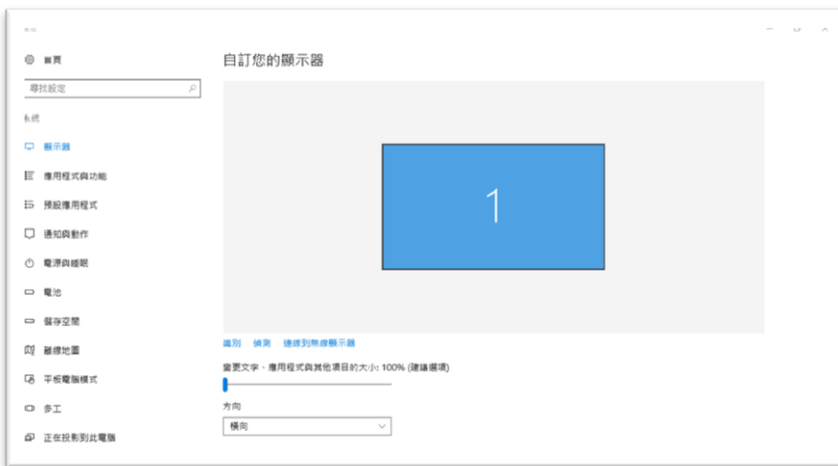 首頁
尋找設定
系統
顯示器
應用程式與功能
預設應用程式
通知與動作
電源與睡眠
電池
儲存空間
離線地圖
平板電腦模式
多工
正在投影到此電腦
自訂您的顯示器
1
識別 偵測 連線到無線顯示器
變更文字、應用程式與其他項目的大小: 100% (建議選項)
方向
橫向